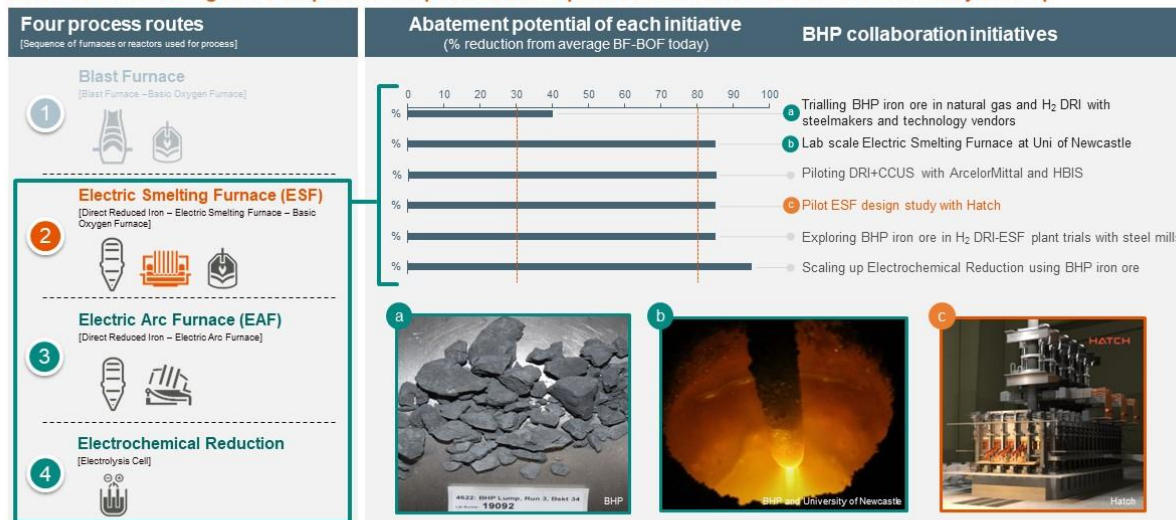 Four process routes
[Sequence of furnaces or reactors used for process]
Abatement potential of each initiative
(% reduction from average BF-BOF today)
BHP collaboration initiatives
1
Blast Furnace
[Blast Furnace –Basic Oxygen Furnace]
2
Electric Smelting Furnace (ESF)
[Direct Reduced Iron – Electric Smelting Furnace – Basic
Oxygen Furnace]
3
Electric Arc Furnace (EAF)
[Direct Reduced Iron – Electric Arc Furnace]
4
Electrochemical Reduction
[Electrolysis Cell]
0 10 20 30 40 50 60 70 80 90 100
%
%
%
%
%
%
a Trialling BHP iron ore in natural gas and H₂ DRI with
steelmakers and technology vendors
b Lab scale Electric Smelting Furnace at Uni of Newcastle
Piloting DRI+CCUS with ArcelorMittal and HBIS
c Pilot ESF design study with Hatch
Exploring BHP iron ore in H₂ DRI-ESF plant trials with steel mills
Scaling up Electrochemical Reduction using BHP iron ore
a
4622: BHP Lump, Run 3, Bskt 34
19092
BHP
b
BHP and University of Newcastle
c
HATCH
Hatch